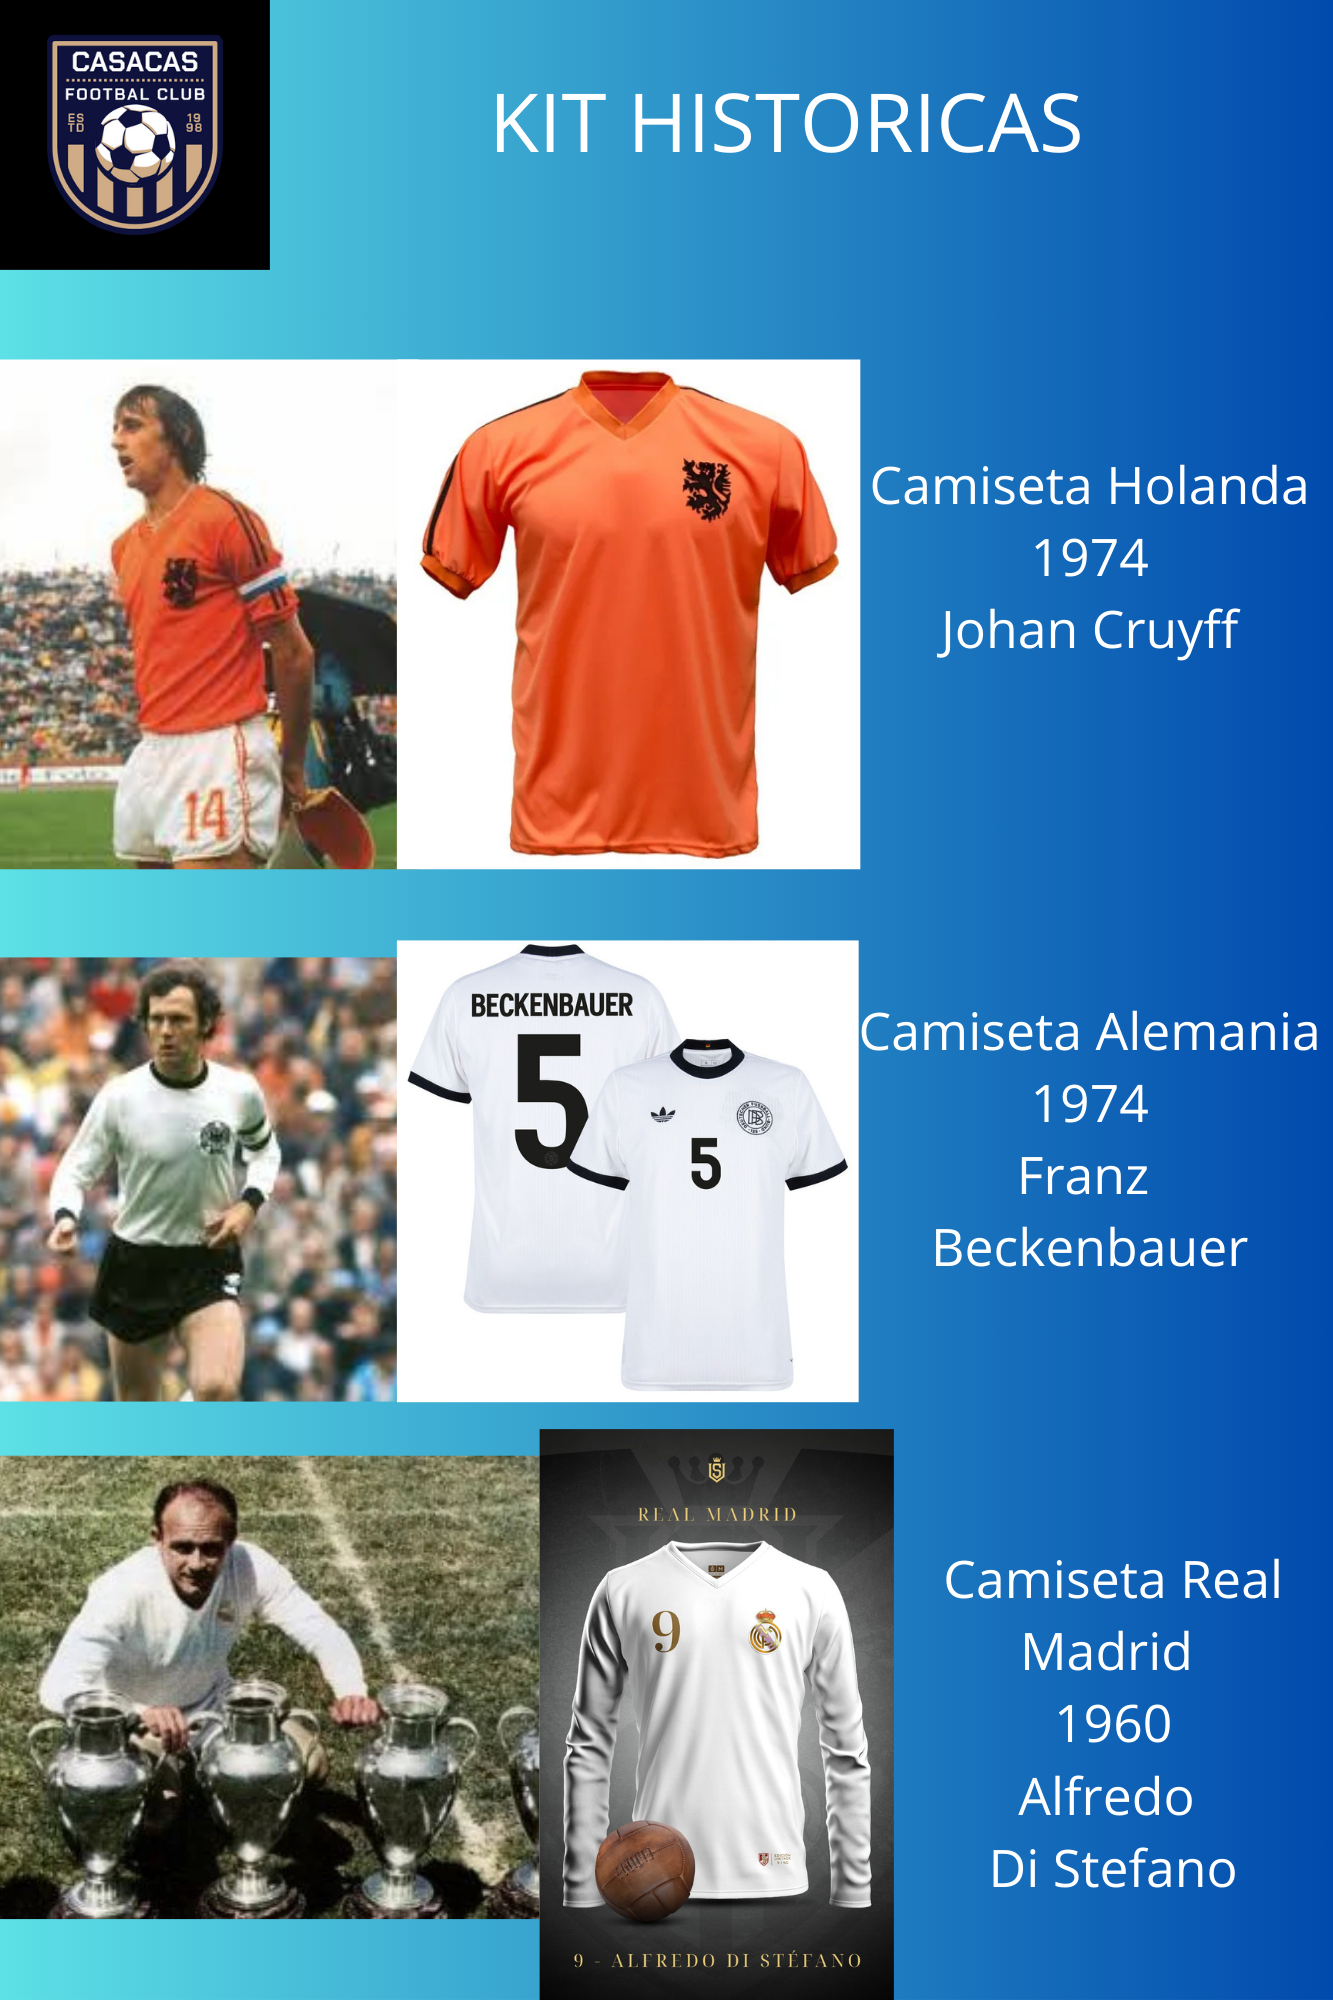 CASACAS
FOOTBAL CLUB
ES
TD
19
98
KIT HISTORICAS
14
Camiseta Holanda
1974
Johan Cruyff
BECKENBAUER
5
5
Camiseta Alemania
1974
Franz
Beckenbauer
REAL MADRID
9
9 - ALFREDO DI STÉFANO
Camiseta Real
Madrid
1960
Alfredo
Di Stefano